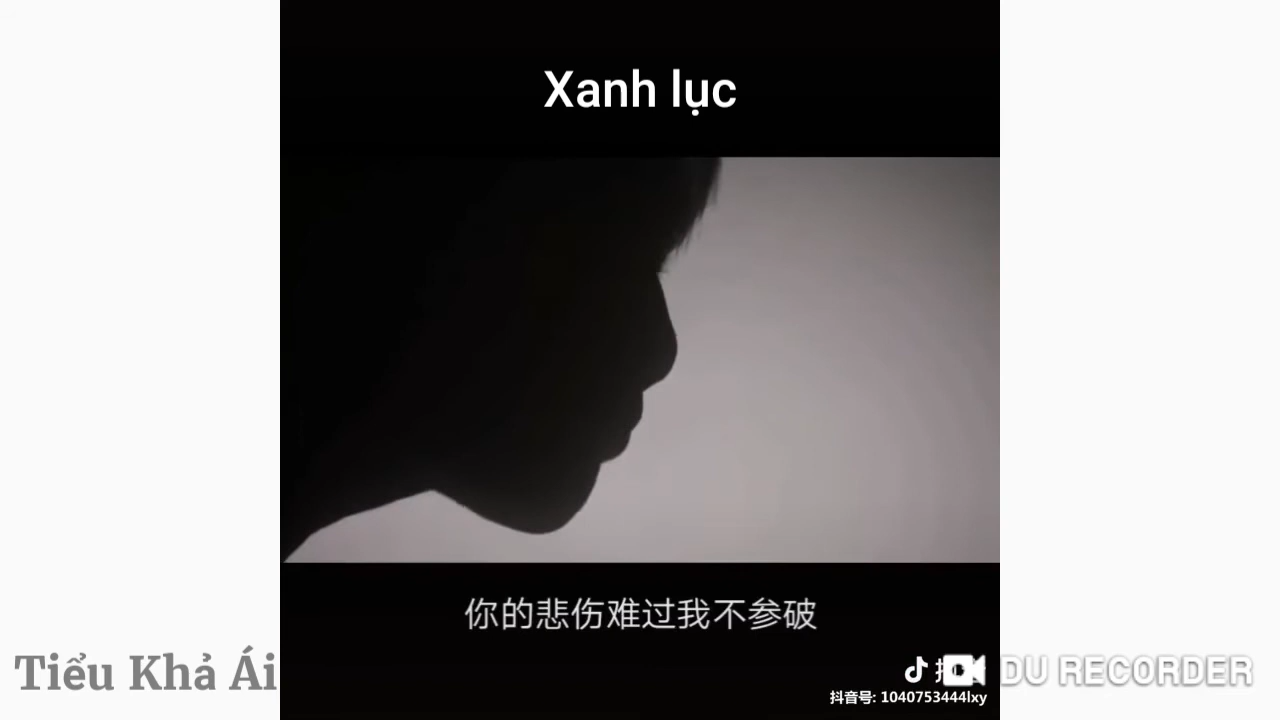 Xanh lục
你的悲伤难过我不参破
Tiểu Khả Ái
DU RECORDER
抖音号: 1040753444lxy